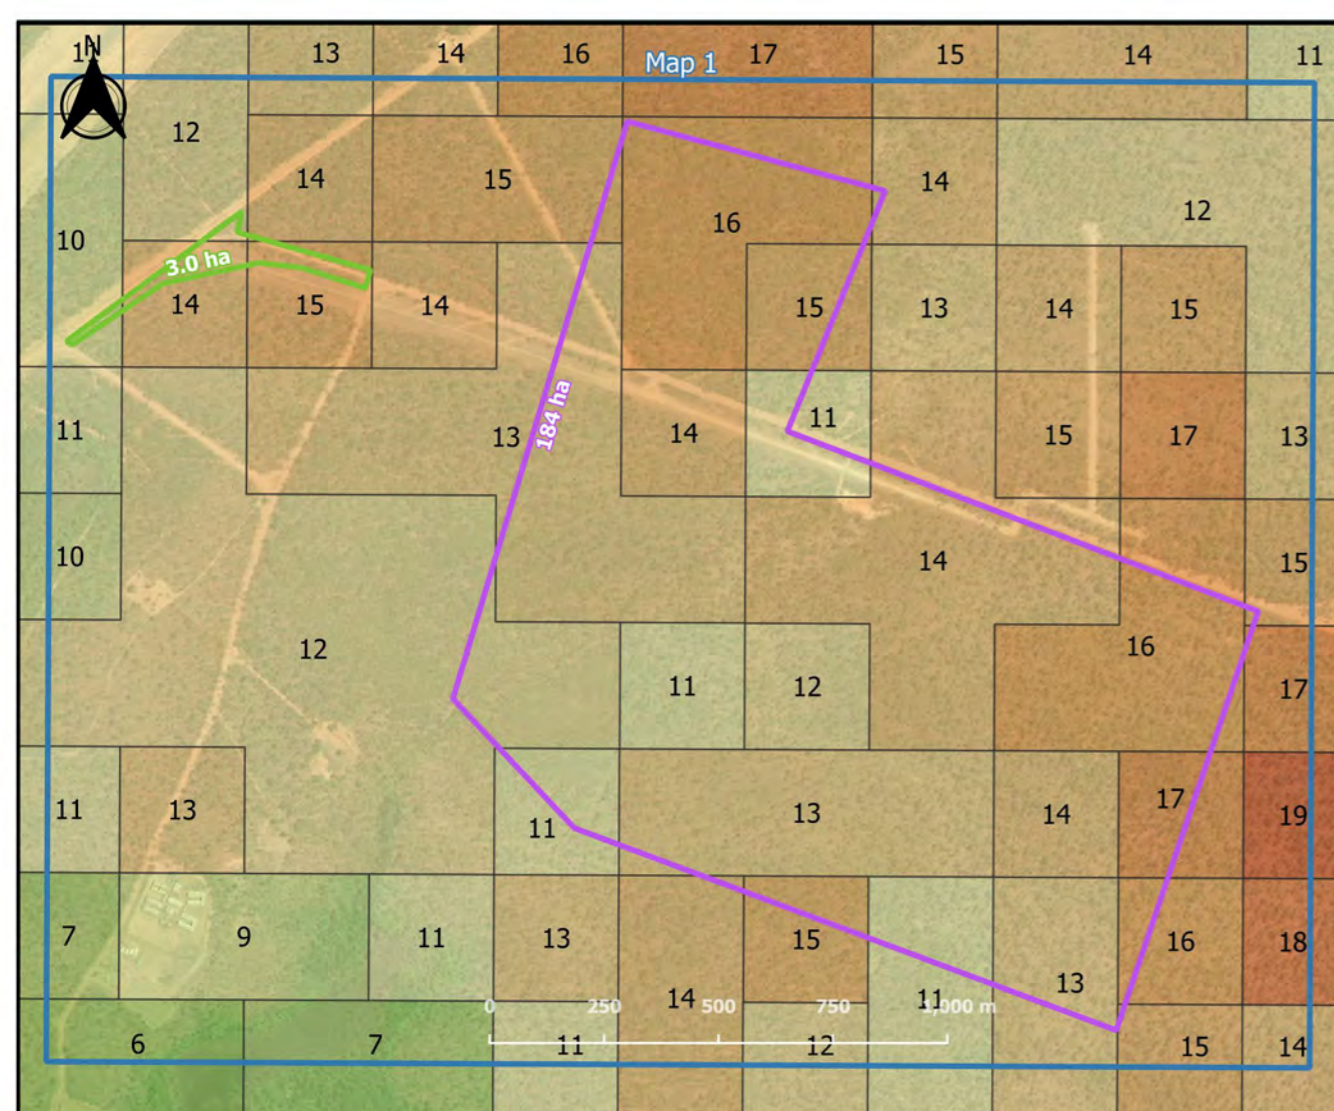 N
13 14 16 17 15 14 11
Map 1
12
14 15 14
16 12
10
3.0 ha
14 15 14 15 13 14 15
184 ha
11 13 14 11 15 17 13
10 14 15
12 16
11 12 17
11 13 11 13 14 17 19
7 9 11 13 15 16 18
14 11 13
0 250 500 750 1,000 m
6 7 11 12 15 14